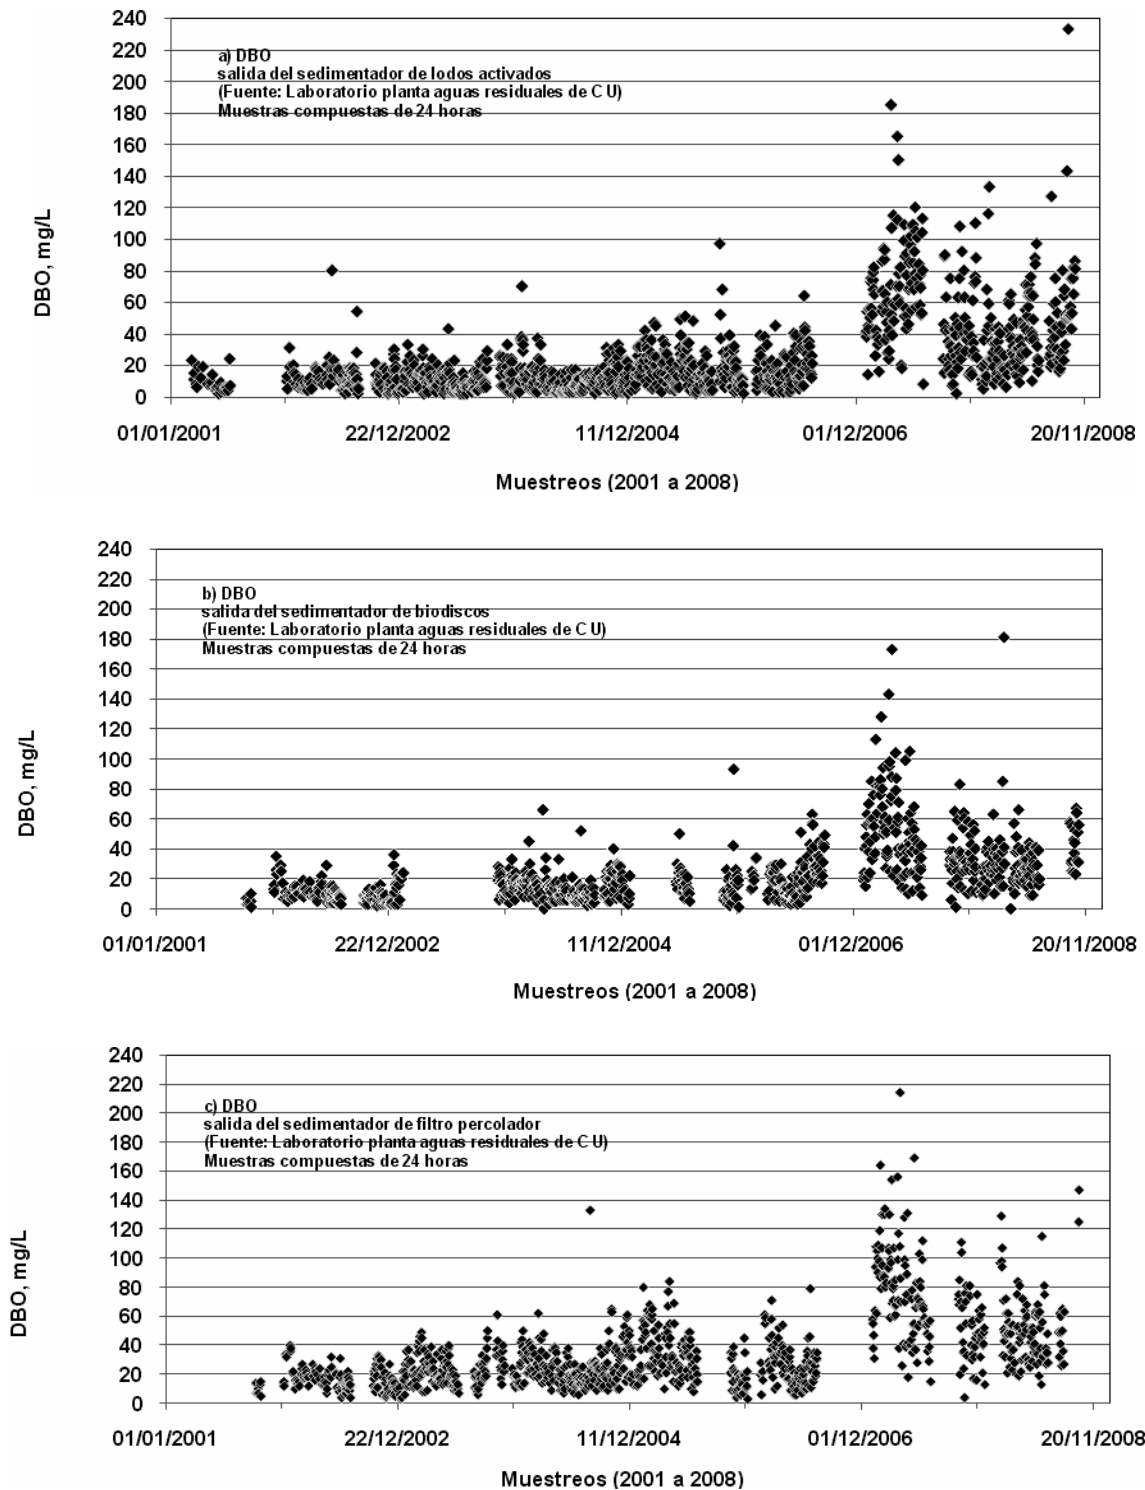 240
220
200
180
160
140
120
100
80
60
40
20
0
DBO, mg/L
a) DBO
salida del sedimentador de lodos activados
(Fuente: Laboratorio planta aguas residuales de C U)
Muestras compuestas de 24 horas
01/01/2001 22/12/2002 11/12/2004 01/12/2006 20/11/2008
Muestreos (2001 a 2008)
240
220
200
180
160
140
120
100
80
60
40
20
0
DBO, mg/L
b) DBO
salida del sedimentador de biodiscos
(Fuente: Laboratorio planta aguas residuales de C U)
Muestras compuestas de 24 horas
01/01/2001 22/12/2002 11/12/2004 01/12/2006 20/11/2008
Muestreos (2001 a 2008)
240
220
200
180
160
140
120
100
80
60
40
20
0
DBO, mg/L
c) DBO
salida del sedimentador de filtro percolador
(Fuente: Laboratorio planta aguas residuales de C U)
Muestras compuestas de 24 horas
01/01/2001 22/12/2002 11/12/2004 01/12/2006 20/11/2008
Muestreos (2001 a 2008)